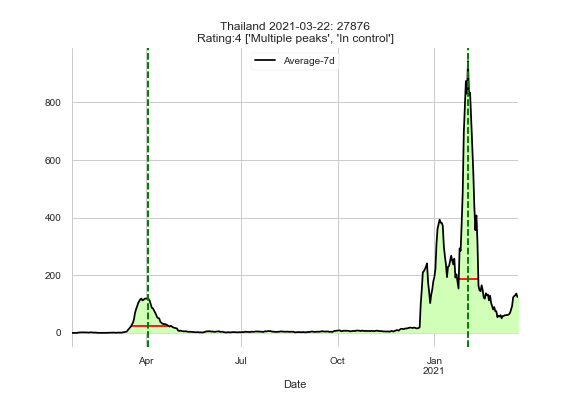 Thailand 2021-03-22: 27876
Rating:4 ['Multiple peaks', 'In control']
Average-7d
800
600
400
200
0
Apr
Jul
Oct
Jan
2021
Date